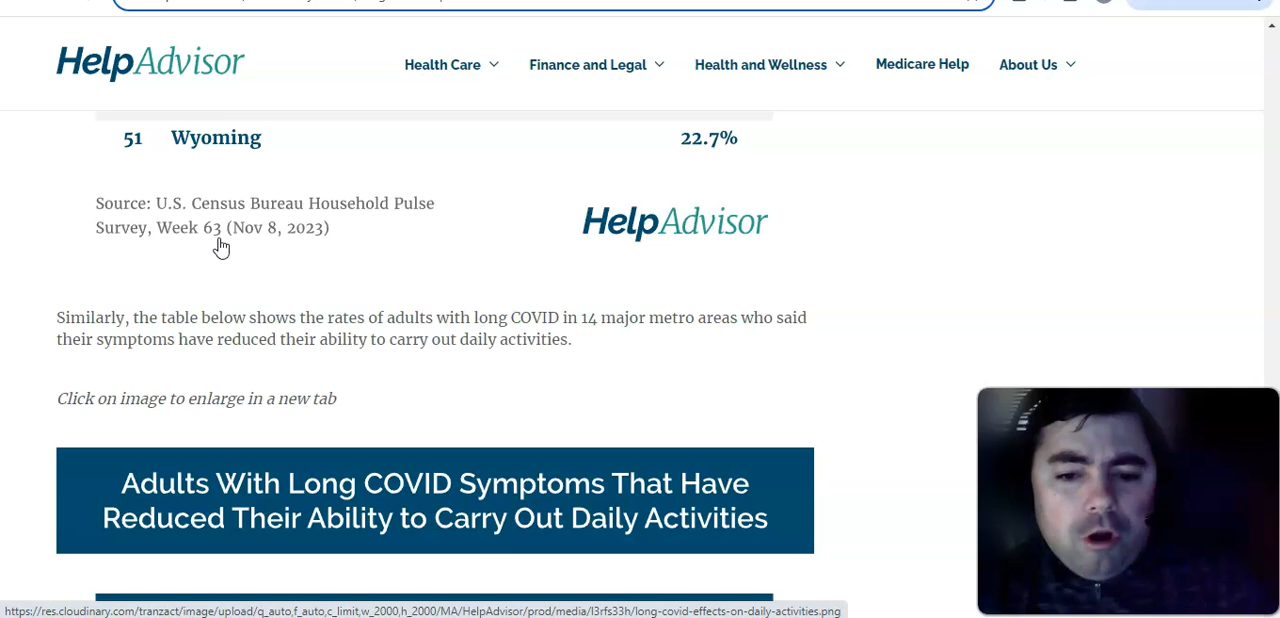 HelpAdvisor
Health Care
Finance and Legal
Health and Wellness
Medicare Help
About Us
51 Wyoming 22.7%
Source: U.S. Census Bureau Household Pulse
Survey, Week 63 (Nov 8, 2023)
HelpAdvisor
Similarly, the table below shows the rates of adults with long COVID in 14 major metro areas who said
their symptoms have reduced their ability to carry out daily activities.
Click on image to enlarge in a new tab
Adults With Long COVID Symptoms That Have
Reduced Their Ability to Carry Out Daily Activities
https://res.cloudinary.com/tranzact/image/upload/q_auto,f_auto,c_limit,w_2000,h_2000/MA/HelpAdvisor/prod/media/l3rfs33h/long-covid-effects-on-daily-activities.png